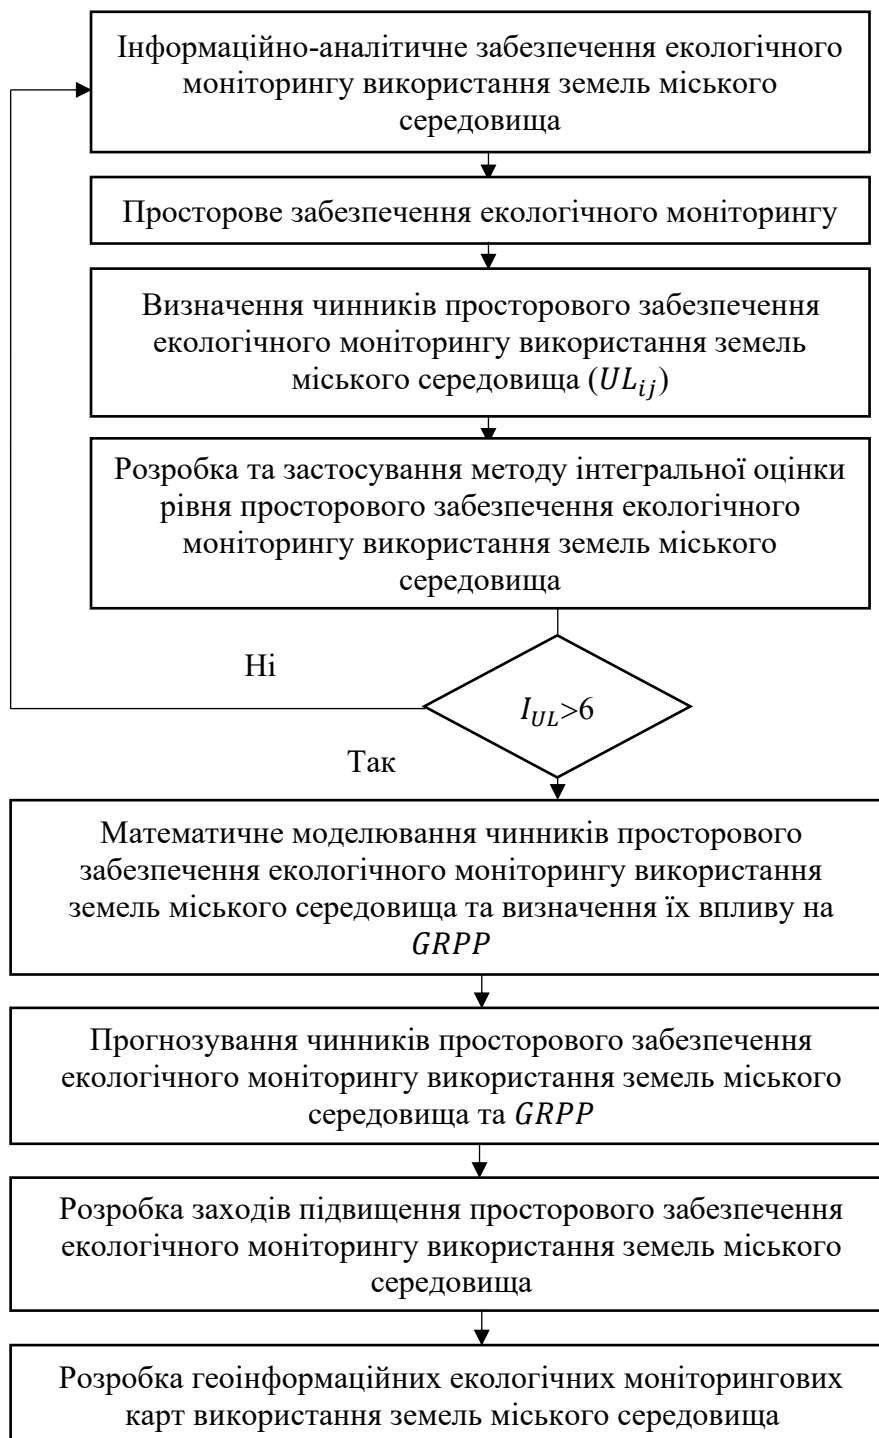 Інформаційно-аналітичне забезпечення екологічного
моніторингу використання земель міського
середовища
Просторове забезпечення екологічного моніторингу
Визначення чинників просторового забезпечення
екологічного моніторингу використання земель
міського середовища (UL_ij)
Розробка та застосування методу інтегральної оцінки
рівня просторового забезпечення екологічного
моніторингу використання земель міського
середовища
Ні
I_UL>6
Так
Математичне моделювання чинників просторового
забезпечення екологічного моніторингу використання
земель міського середовища та визначення їх впливу на
GRPP
Прогнозування чинників просторового забезпечення
екологічного моніторингу використання земель міського
середовища та GRPP
Розробка заходів підвищення просторового забезпечення
екологічного моніторингу використання земель міського
середовища
Розробка геоінформаційних екологічних моніторингових
карт використання земель міського середовища